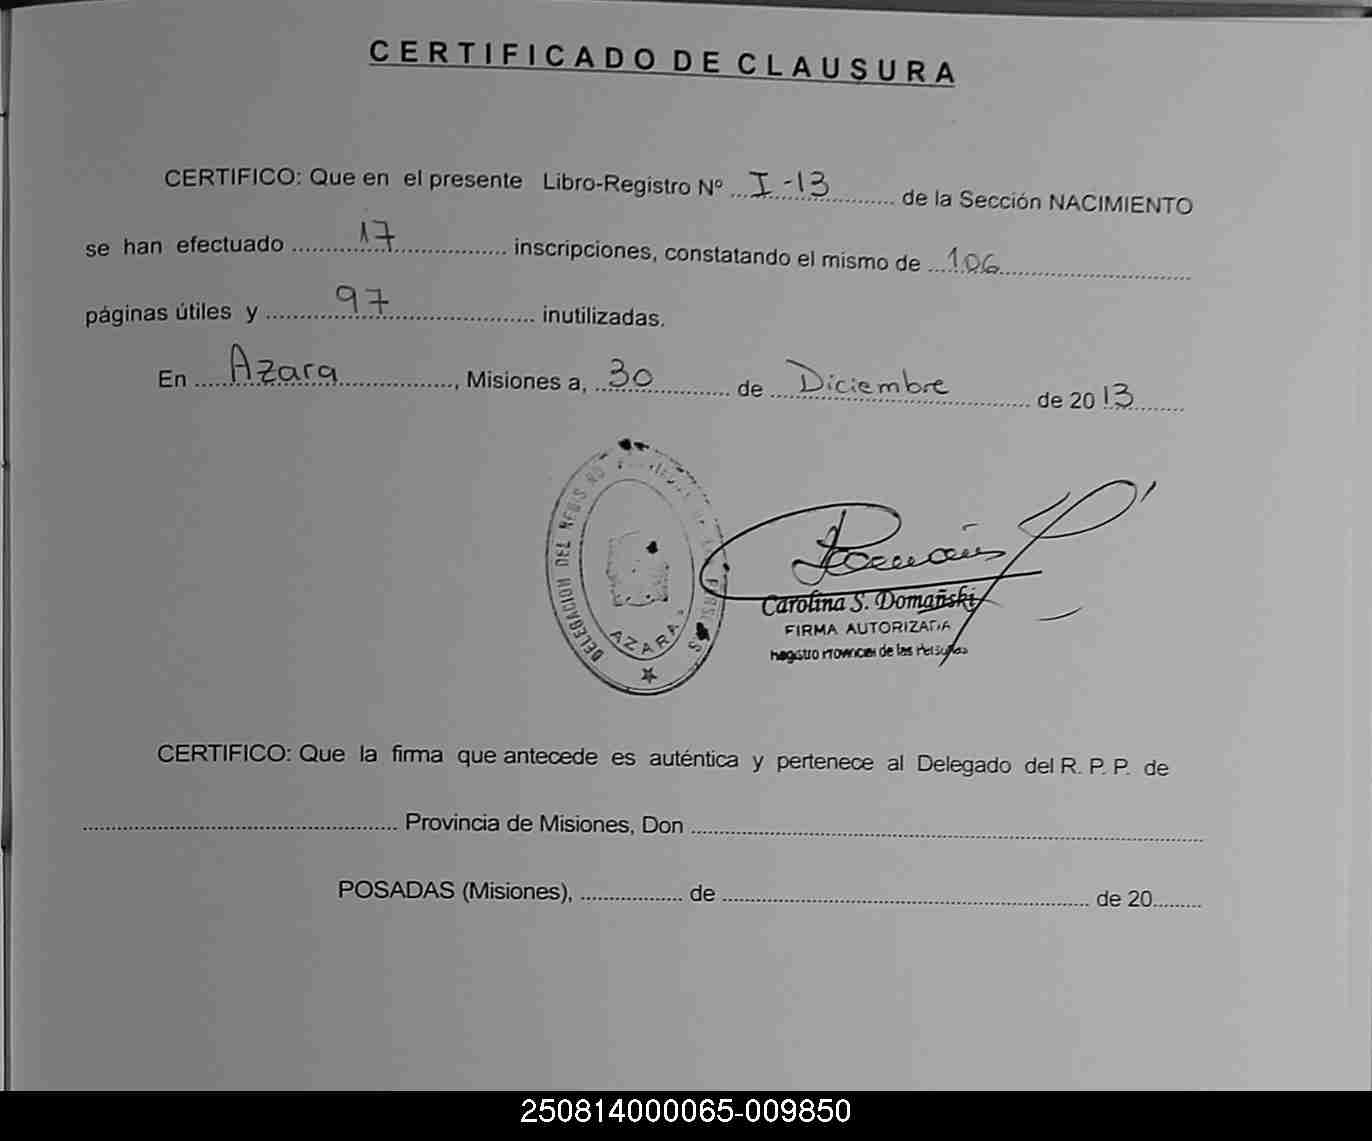 CERTIFICADO DE CLAUSURA
CERTIFICO: Que en el presente Libro-Registro Nº I-13 de la Sección NACIMIENTO
se han efectuado 17 inscripciones, constatando el mismo de 106
páginas útiles y 97 inutilizadas.
En Azara, Misiones a, 30 de Diciembre de 2013
DELEGACION DEL REGISTRO
AZARA
Carolina S. Domañski
FIRMA AUTORIZADA
Registro Provincial de las Personas
CERTIFICO: Que la firma que antecede es auténtica y pertenece al Delegado del R. P. P. de
Provincia de Misiones, Don
POSADAS (Misiones), de de 20
250814000065-009850